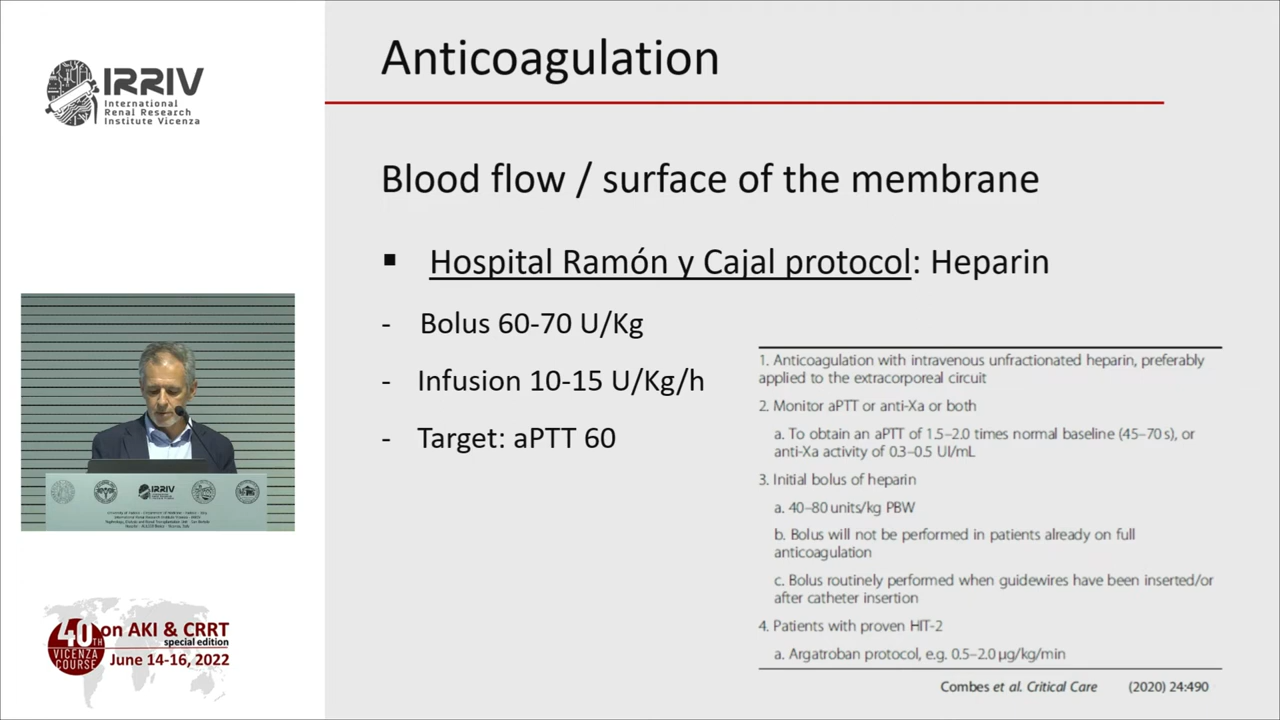 IRRIV
International
Renal Research
Institute Vicenza
Anticoagulation
Blood flow / surface of the membrane
▪ Hospital Ramón y Cajal protocol: Heparin
- Bolus 60-70 U/Kg
- Infusion 10-15 U/Kg/h
- Target: aPTT 60
1. Anticoagulation with intravenous unfractionated heparin, preferably
applied to the extracorporeal circuit
2. Monitor aPTT or anti-Xa or both
a. To obtain an aPTT of 1.5–2.0 times normal baseline (45–70 s), or
anti-Xa activity of 0.3–0.5 UI/mL
3. Initial bolus of heparin
a. 40–80 units/kg PBW
b. Bolus will not be performed in patients already on full
anticoagulation
c. Bolus routinely performed when guidewires have been inserted/or
after catheter insertion
4. Patients with proven HIT-2
a. Argatroban protocol, e.g. 0.5–2.0 µg/kg/min
Combes et al. Critical Care (2020) 24:490
IRRIV
40TH
VICENZA
COURSE
on AKI & CRRT
special edition
June 14-16, 2022